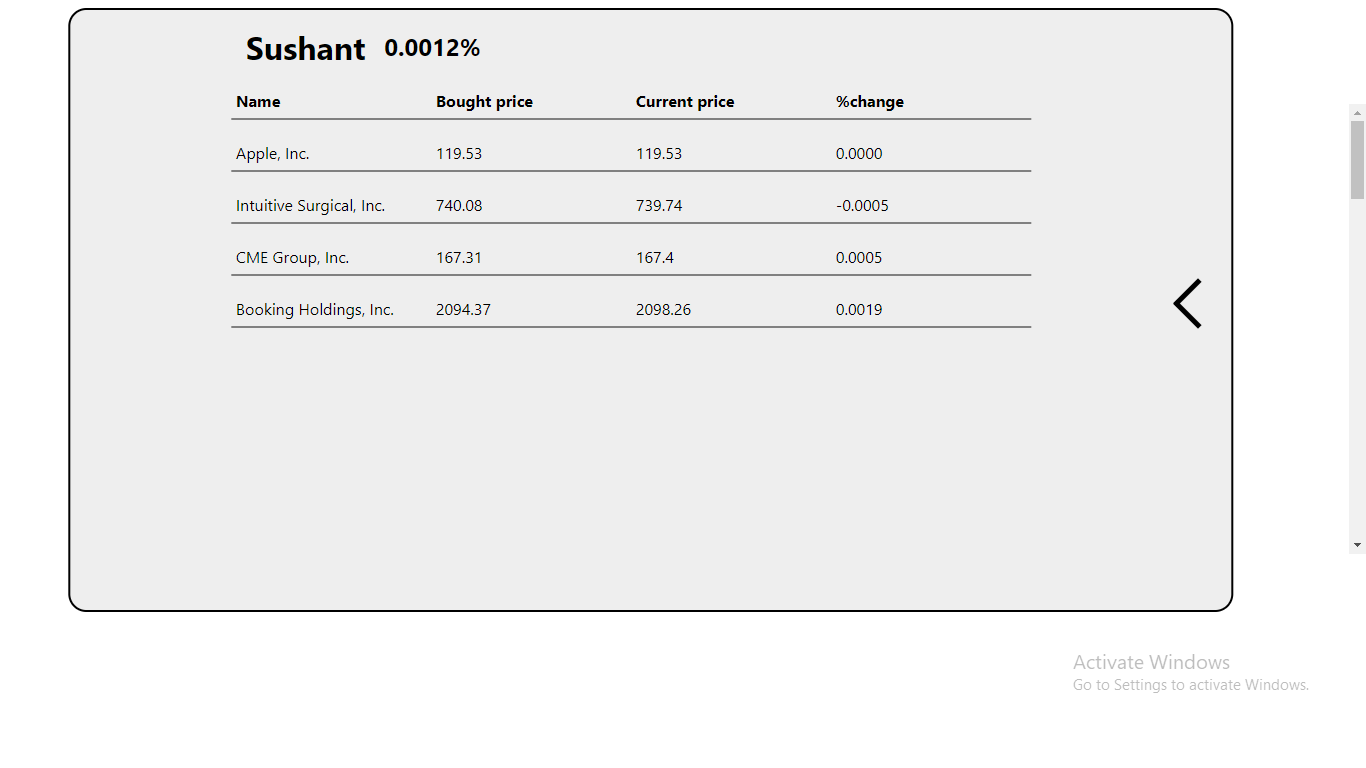 Sushant 0.0012%
Name Bought price Current price %change
Apple, Inc. 119.53 119.53 0.0000
Intuitive Surgical, Inc. 740.08 739.74 -0.0005
CME Group, Inc. 167.31 167.4 0.0005
Booking Holdings, Inc. 2094.37 2098.26 0.0019
Activate Windows
Go to Settings to activate Windows.